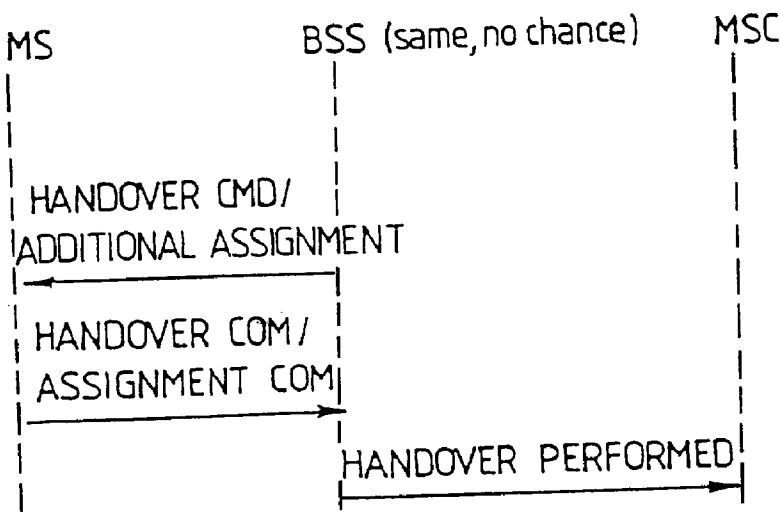 MS BSS (same, no chance) MSC
HANDOVER CMD/
ADDITIONAL ASSIGNMENT
HANDOVER COM/
ASSIGNMENT COM
HANDOVER PERFORMED